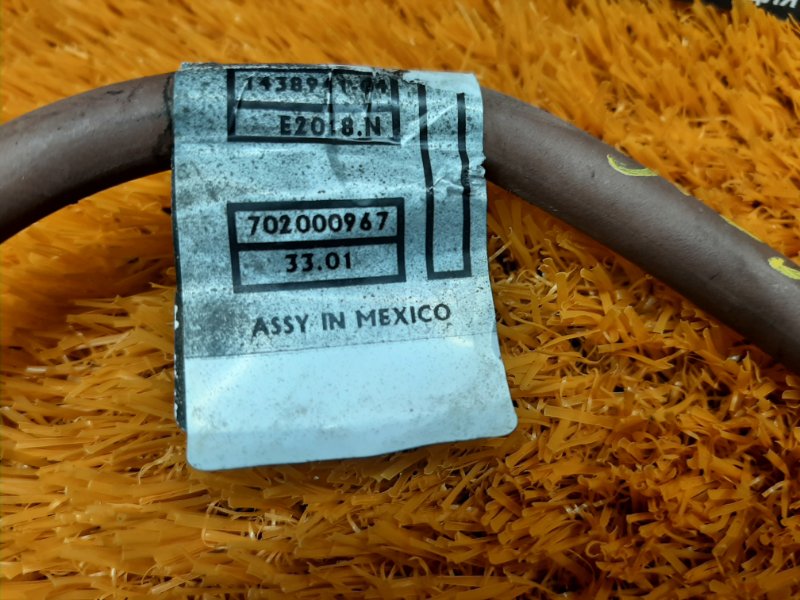 E2018.N
702000967
33.01
ASSY IN MEXICO